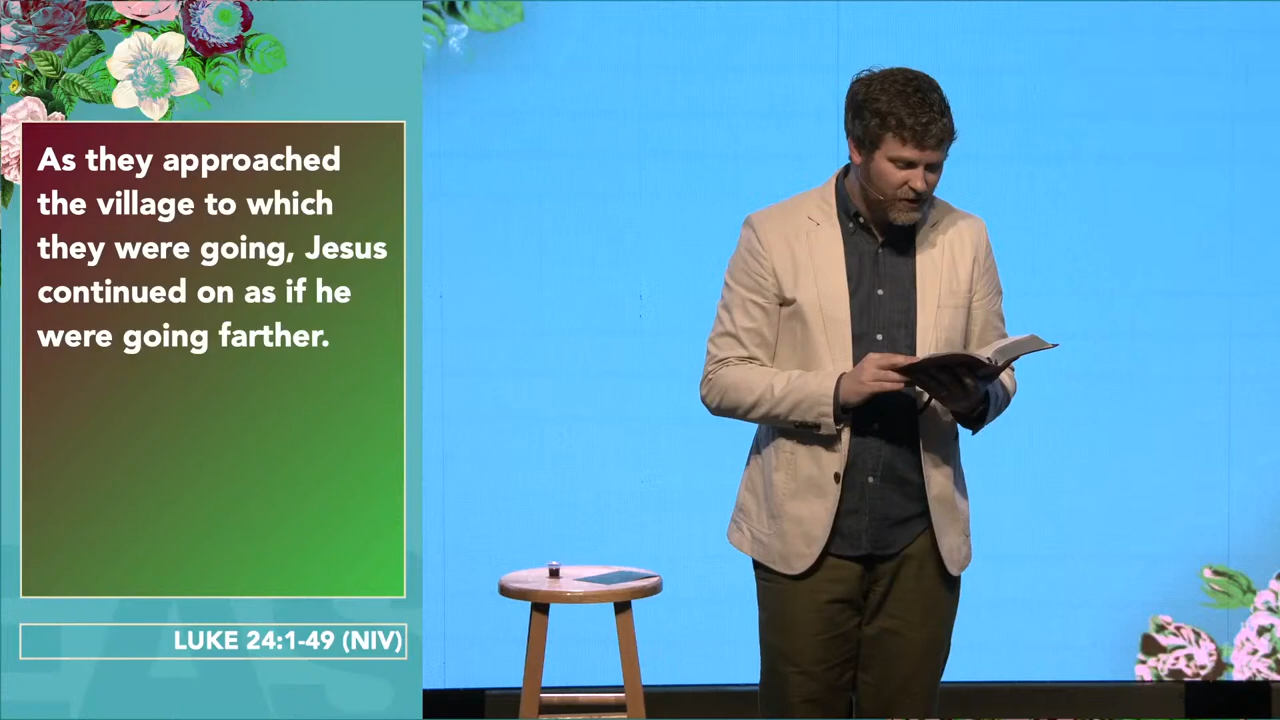 As they approached
the village to which
they were going, Jesus
continued on as if he
were going farther.
LUKE 24:1-49 (NIV)